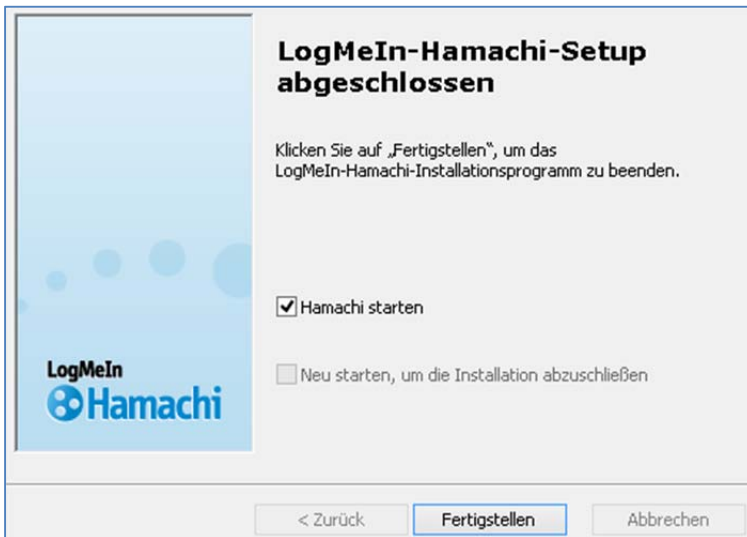 LogMeIn-Hamachi-Setup
abgeschlossen
Klicken Sie auf „Fertigstellen“, um das
LogMeIn-Hamachi-Installationsprogramm zu beenden.
Hamachi starten
Neu starten, um die Installation abzuschließen
LogMeIn
Hamachi
< Zurück
Fertigstellen
Abbrechen